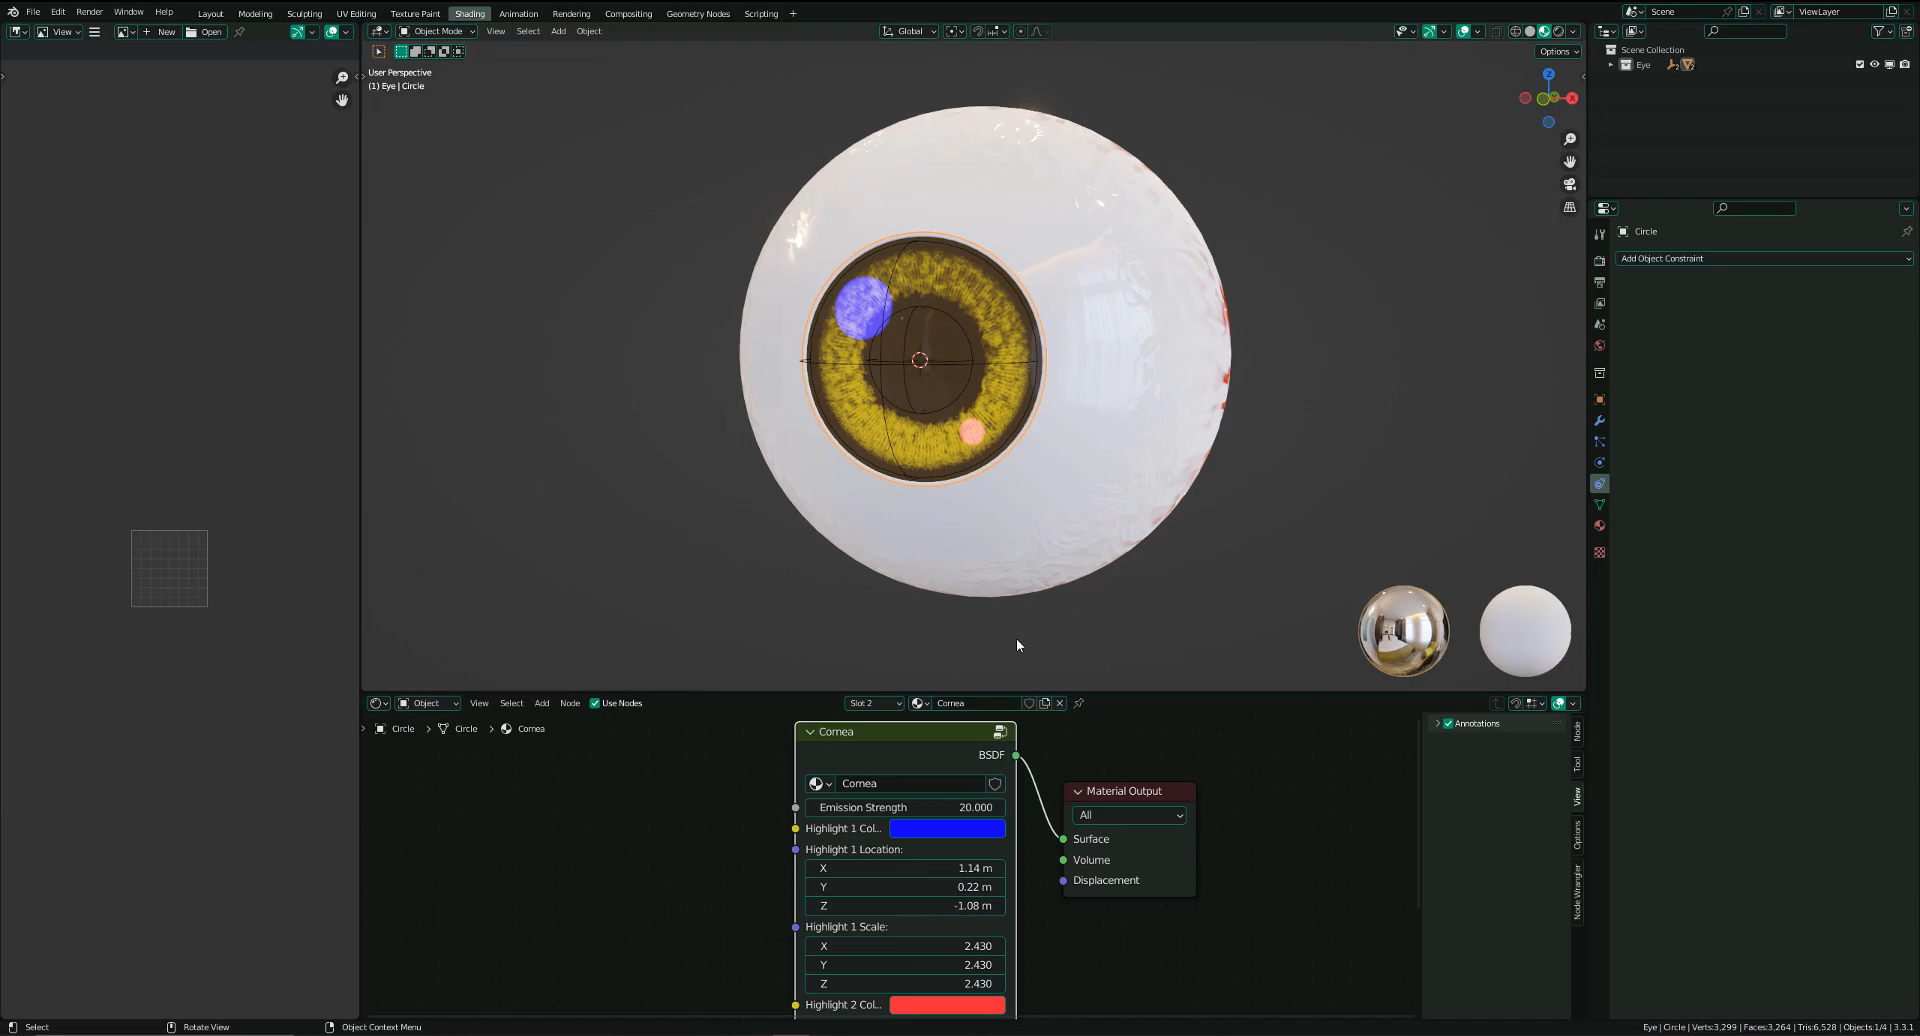 File Edit Render Window Help Layout Modeling Sculpting UV Editing Texture Paint Shading Animation Rendering Compositing Geometry Nodes Scripting + Scene ViewLayer
View New Open Object Mode View Select Add Object Global
Options
User Perspective
(1) Eye | Circle
Z
X
Scene Collection
Eye
Circle
Add Object Constraint
Object View Select Add Node Use Nodes Slot 2 Cornea
Circle Circle Cornea
Annotations
Node
Tool
View
Options
Node Wrangler
Cornea
BSDF
Cornea
Emission Strength 20.000
Highlight 1 Col...
Highlight 1 Location:
X 1.14 m
Y 0.22 m
Z -1.08 m
Highlight 1 Scale:
X 2.430
Y 2.430
Z 2.430
Highlight 2 Col...
Material Output
All
Surface
Volume
Displacement
Select Rotate View Object Context Menu Eye | Circle | Verts:3,299 | Faces:3,264 | Tris:6,528 | Objects:1/4 | 3.3.1